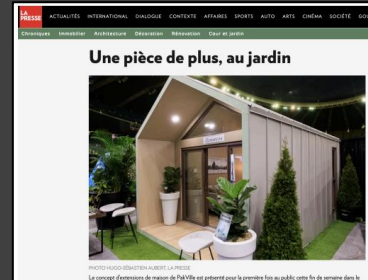 LA PRESSE
ACTUALITÉS INTERNATIONAL DIALOGUE CONTEXTE AFFAIRES SPORTS AUTO ARTS CINÉMA SOCIÉTÉ
Chroniques Immobilier Architecture Décoration Rénovation Cour et jardin
Une pièce de plus, au jardin
PHOTO HUGO-SÉBASTIEN AUBERT, LA PRESSE
Le concept d'extensions de maison de PakVille est présenté pour la première fois au public cette fin de semaine dans le